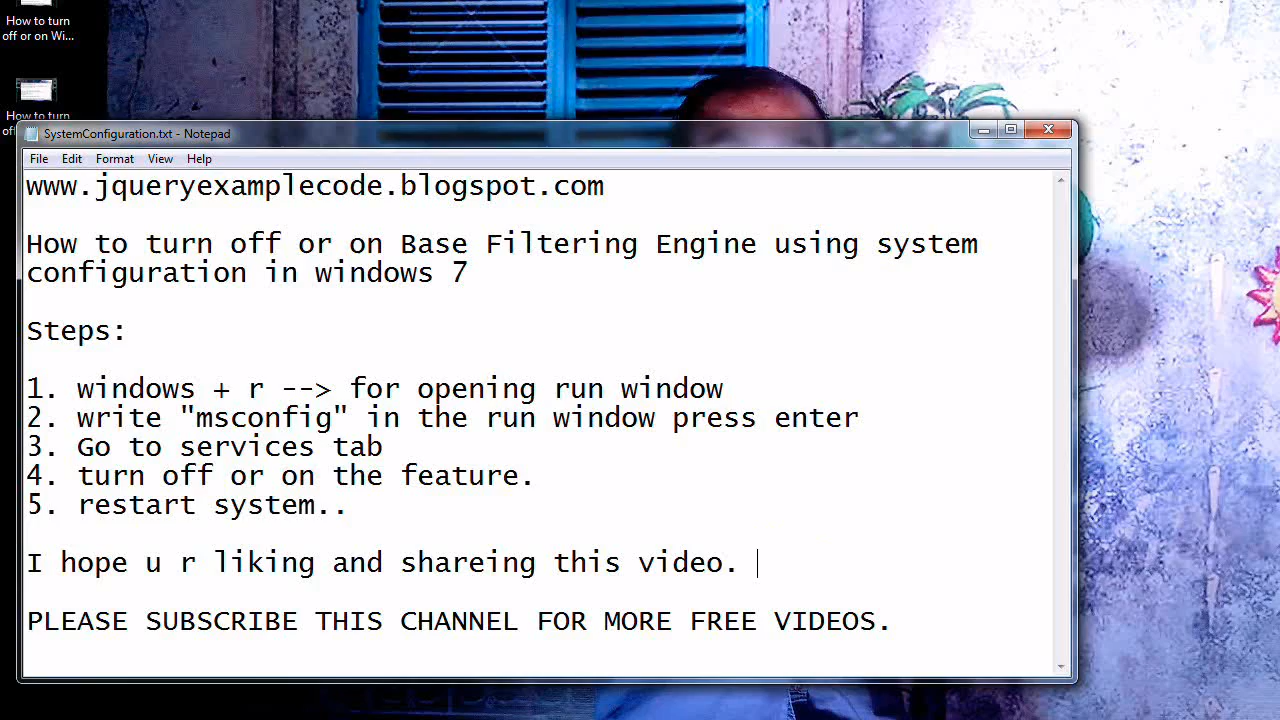 How to turn
off or on Wi...
How to turn
SystemConfiguration.txt - Notepad
File Edit Format View Help
www.jqueryexamplecode.blogspot.com
How to turn off or on Base Filtering Engine using system
configuration in windows 7
Steps:
1. windows + r --> for opening run window
2. write "msconfig" in the run window press enter
3. Go to services tab
4. turn off or on the feature.
5. restart system..
I hope u r liking and shareing this video.
PLEASE SUBSCRIBE THIS CHANNEL FOR MORE FREE VIDEOS.